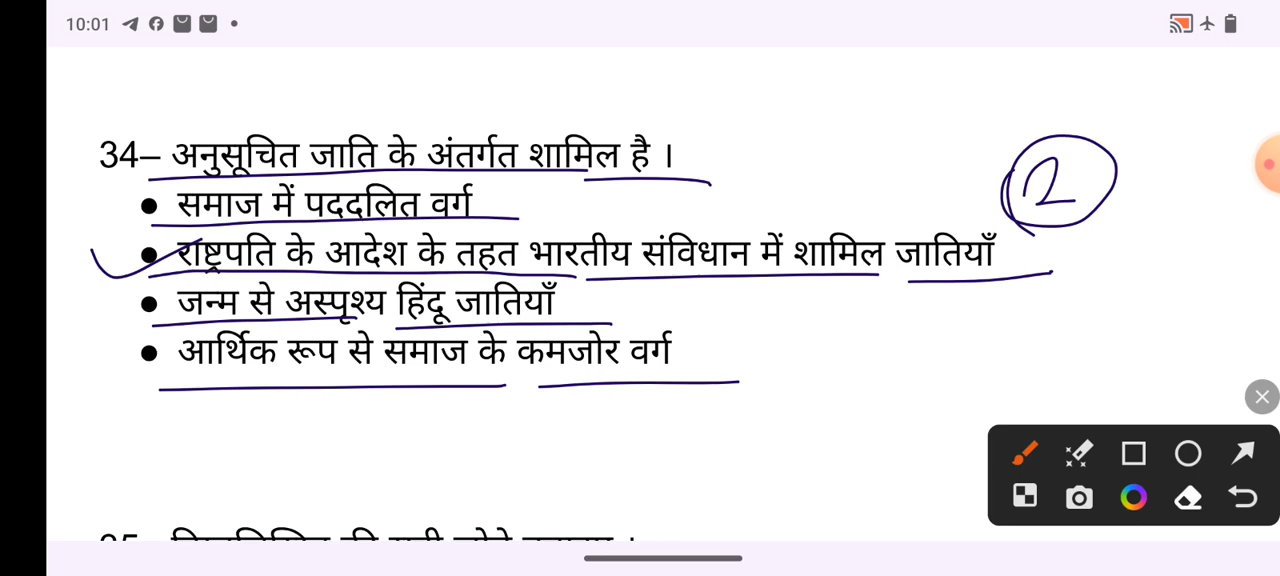 10:01
34– अनुसूचित जाति के अंतर्गत शामिल है ।
● समाज में पददलित वर्ग
● राष्ट्रपति के आदेश के तहत भारतीय संविधान में शामिल जातियाँ
2
● जन्म से अस्पृश्य हिंदू जातियाँ
● आर्थिक रूप से समाज के कमजोर वर्ग